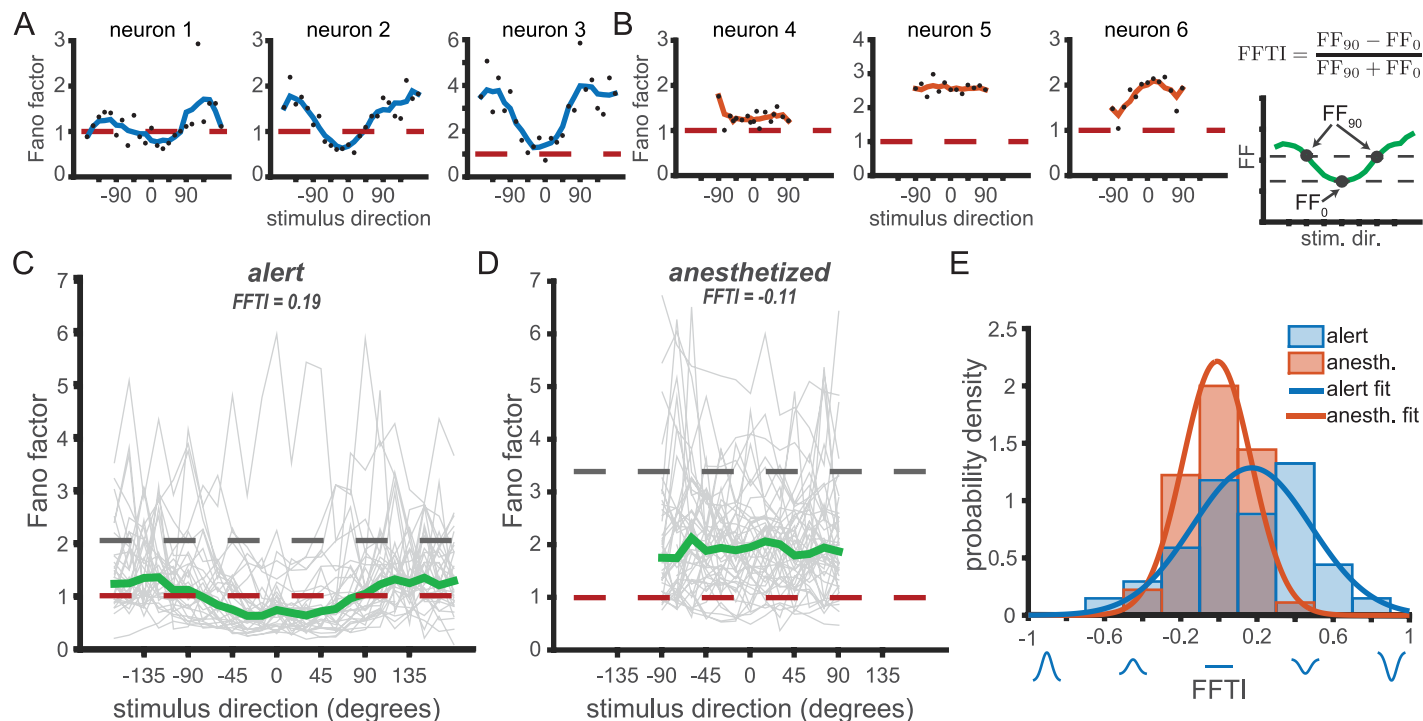 A
neuron 1
neuron 2
neuron 3
Fano factor
3
2
1
0
3
2
1
0
6
4
2
1
0
-90 0 90
-90 0 90
-90 0 90
stimulus direction
B
neuron 4
neuron 5
neuron 6
3
2
1
0
4
3
2
1
0
3
2
1
0
-90 0 90
-90 0 90
-90 0 90
stimulus direction
FFTI = FF90 − FF0
FF90 + FF0
FF90
FF
FF0
stim. dir.
C
alert
FFTI = 0.19
Fano factor
7
6
5
4
3
2
1
0
-135 -90 -45 0 45 90 135
stimulus direction (degrees)
D
anesthetized
FFTI = -0.11
Fano factor
7
6
5
4
3
2
1
0
-135 -90 -45 0 45 90 135
stimulus direction (degrees)
E
alert
anesth.
alert fit
anesth. fit
probability density
2.5
2
1.5
1
0.5
0
-1 -0.6 -0.2 0.2 0.6 1
FFTI